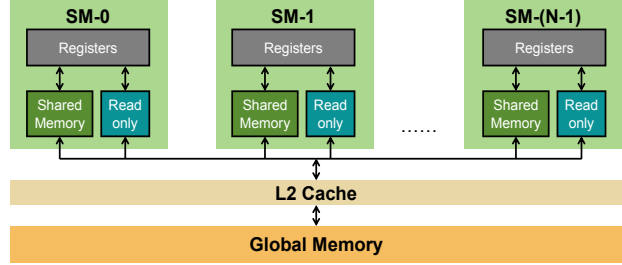 SM-0
SM-1
SM-(N-1)
Registers
Registers
Registers
Shared
Memory
Read
only
Shared
Memory
Read
only
......
Shared
Memory
Read
only
L2 Cache
Global Memory